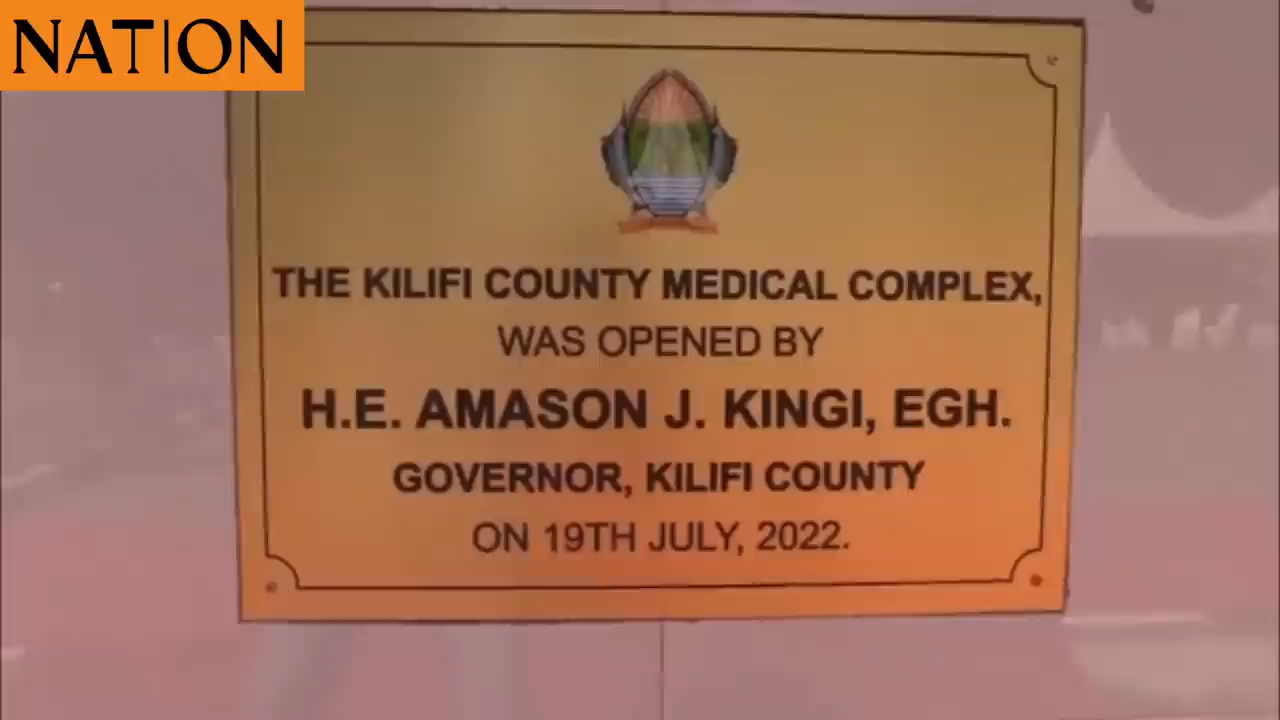 NATION
THE KILIFI COUNTY MEDICAL COMPLEX,
WAS OPENED BY
H.E. AMASON J. KINGI, EGH.
GOVERNOR, KILIFI COUNTY
ON 19TH JULY, 2022.